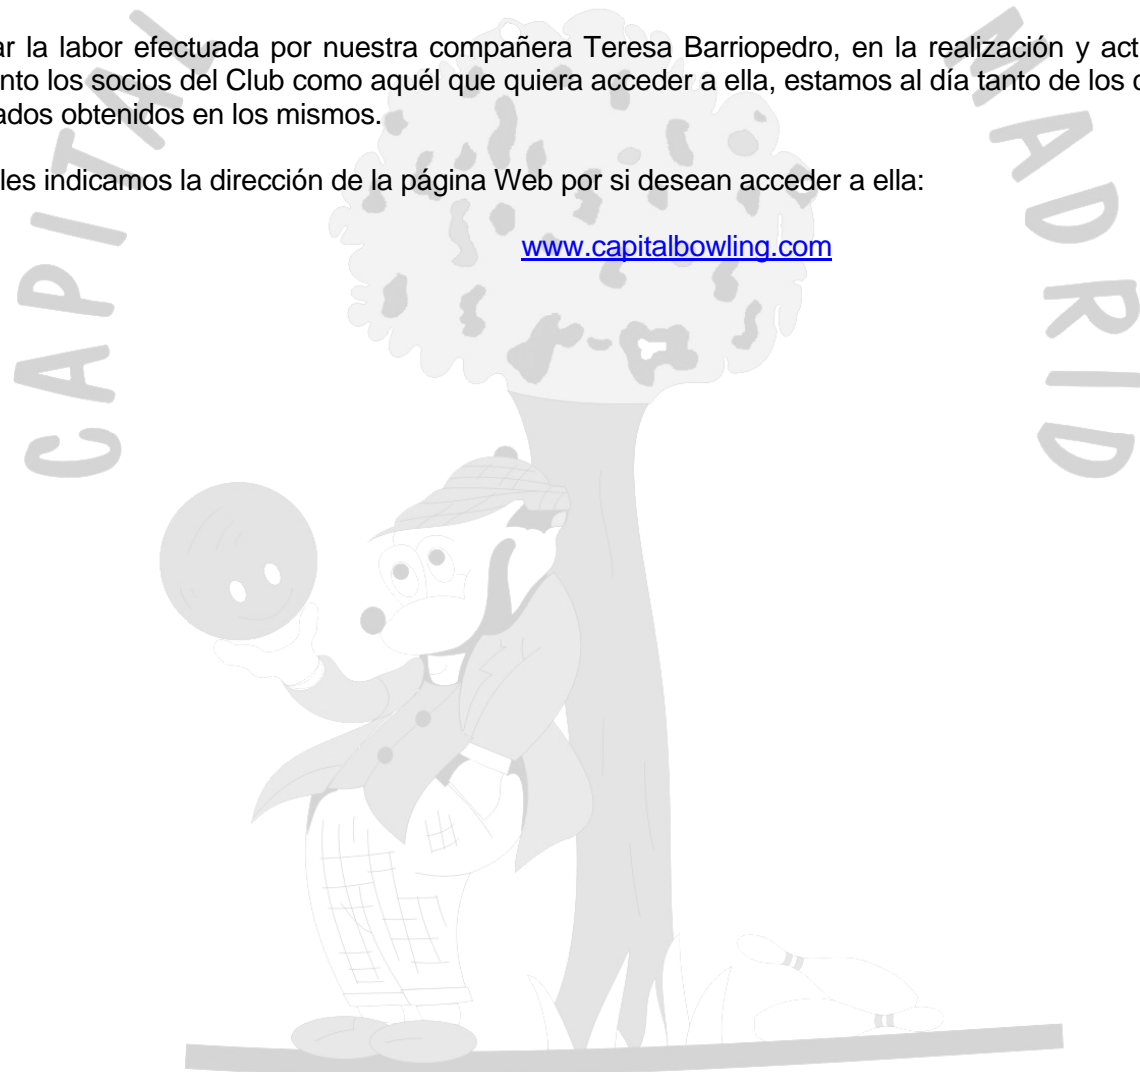 ar la labor efectuada por nuestra compañera Teresa Barriopedro, en la realización y act
nto los socios del Club como aquél que quiera acceder a ella, estamos al día tanto de los
ados obtenidos en los mismos.
les indicamos la dirección de la página Web por si desean acceder a ella:
www.capitalbowling.com
CAPITAL
MADRID